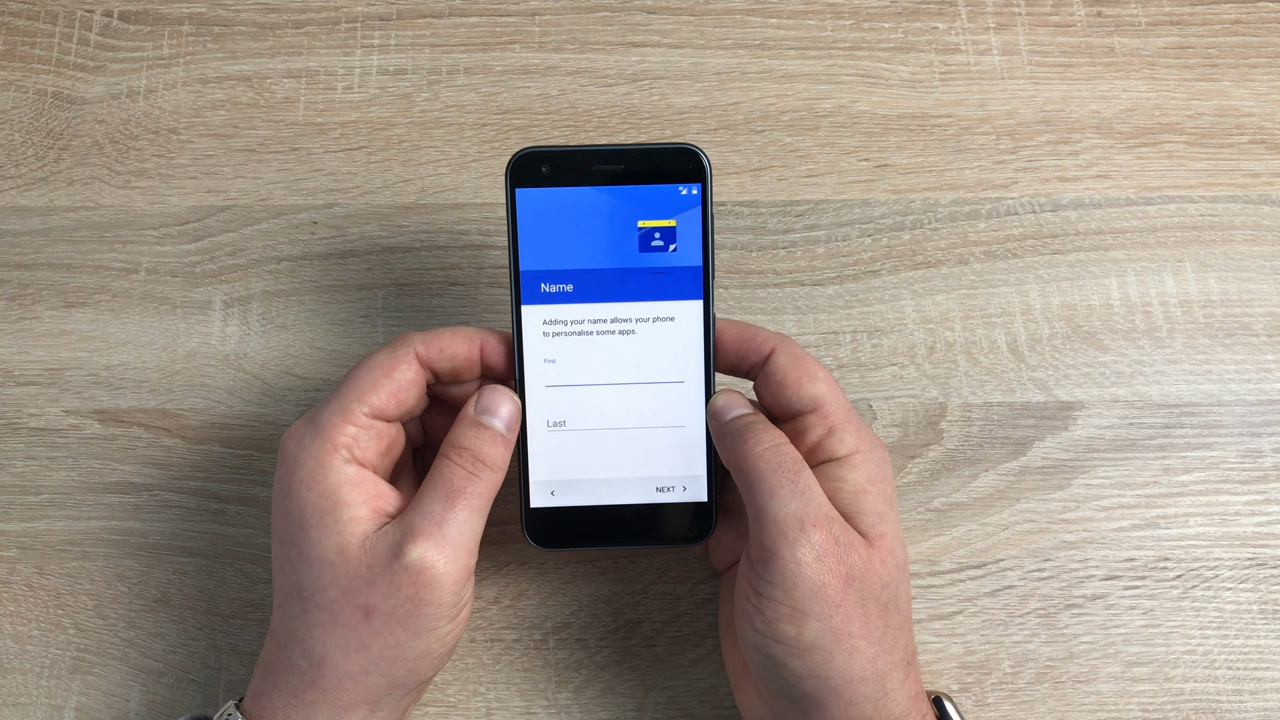 Name
Adding your name allows your phone
to personalise some apps.
First
Last
NEXT